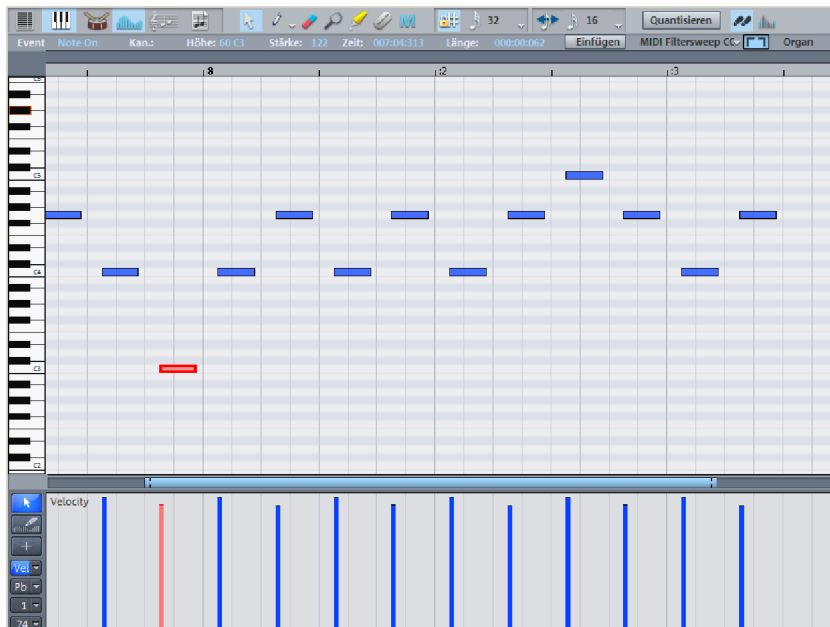 M 32 16 Quantisieren
Event Note On Kan.: Höhe: 60 C3 Stärke: 122 Zeit: 007:04:313 Länge: 000:00:062 Einfügen MIDI Filtersweep CC Organ
8 :2 :3
C5
C4
C3
C2
Velocity
Vel
Pb
1
74